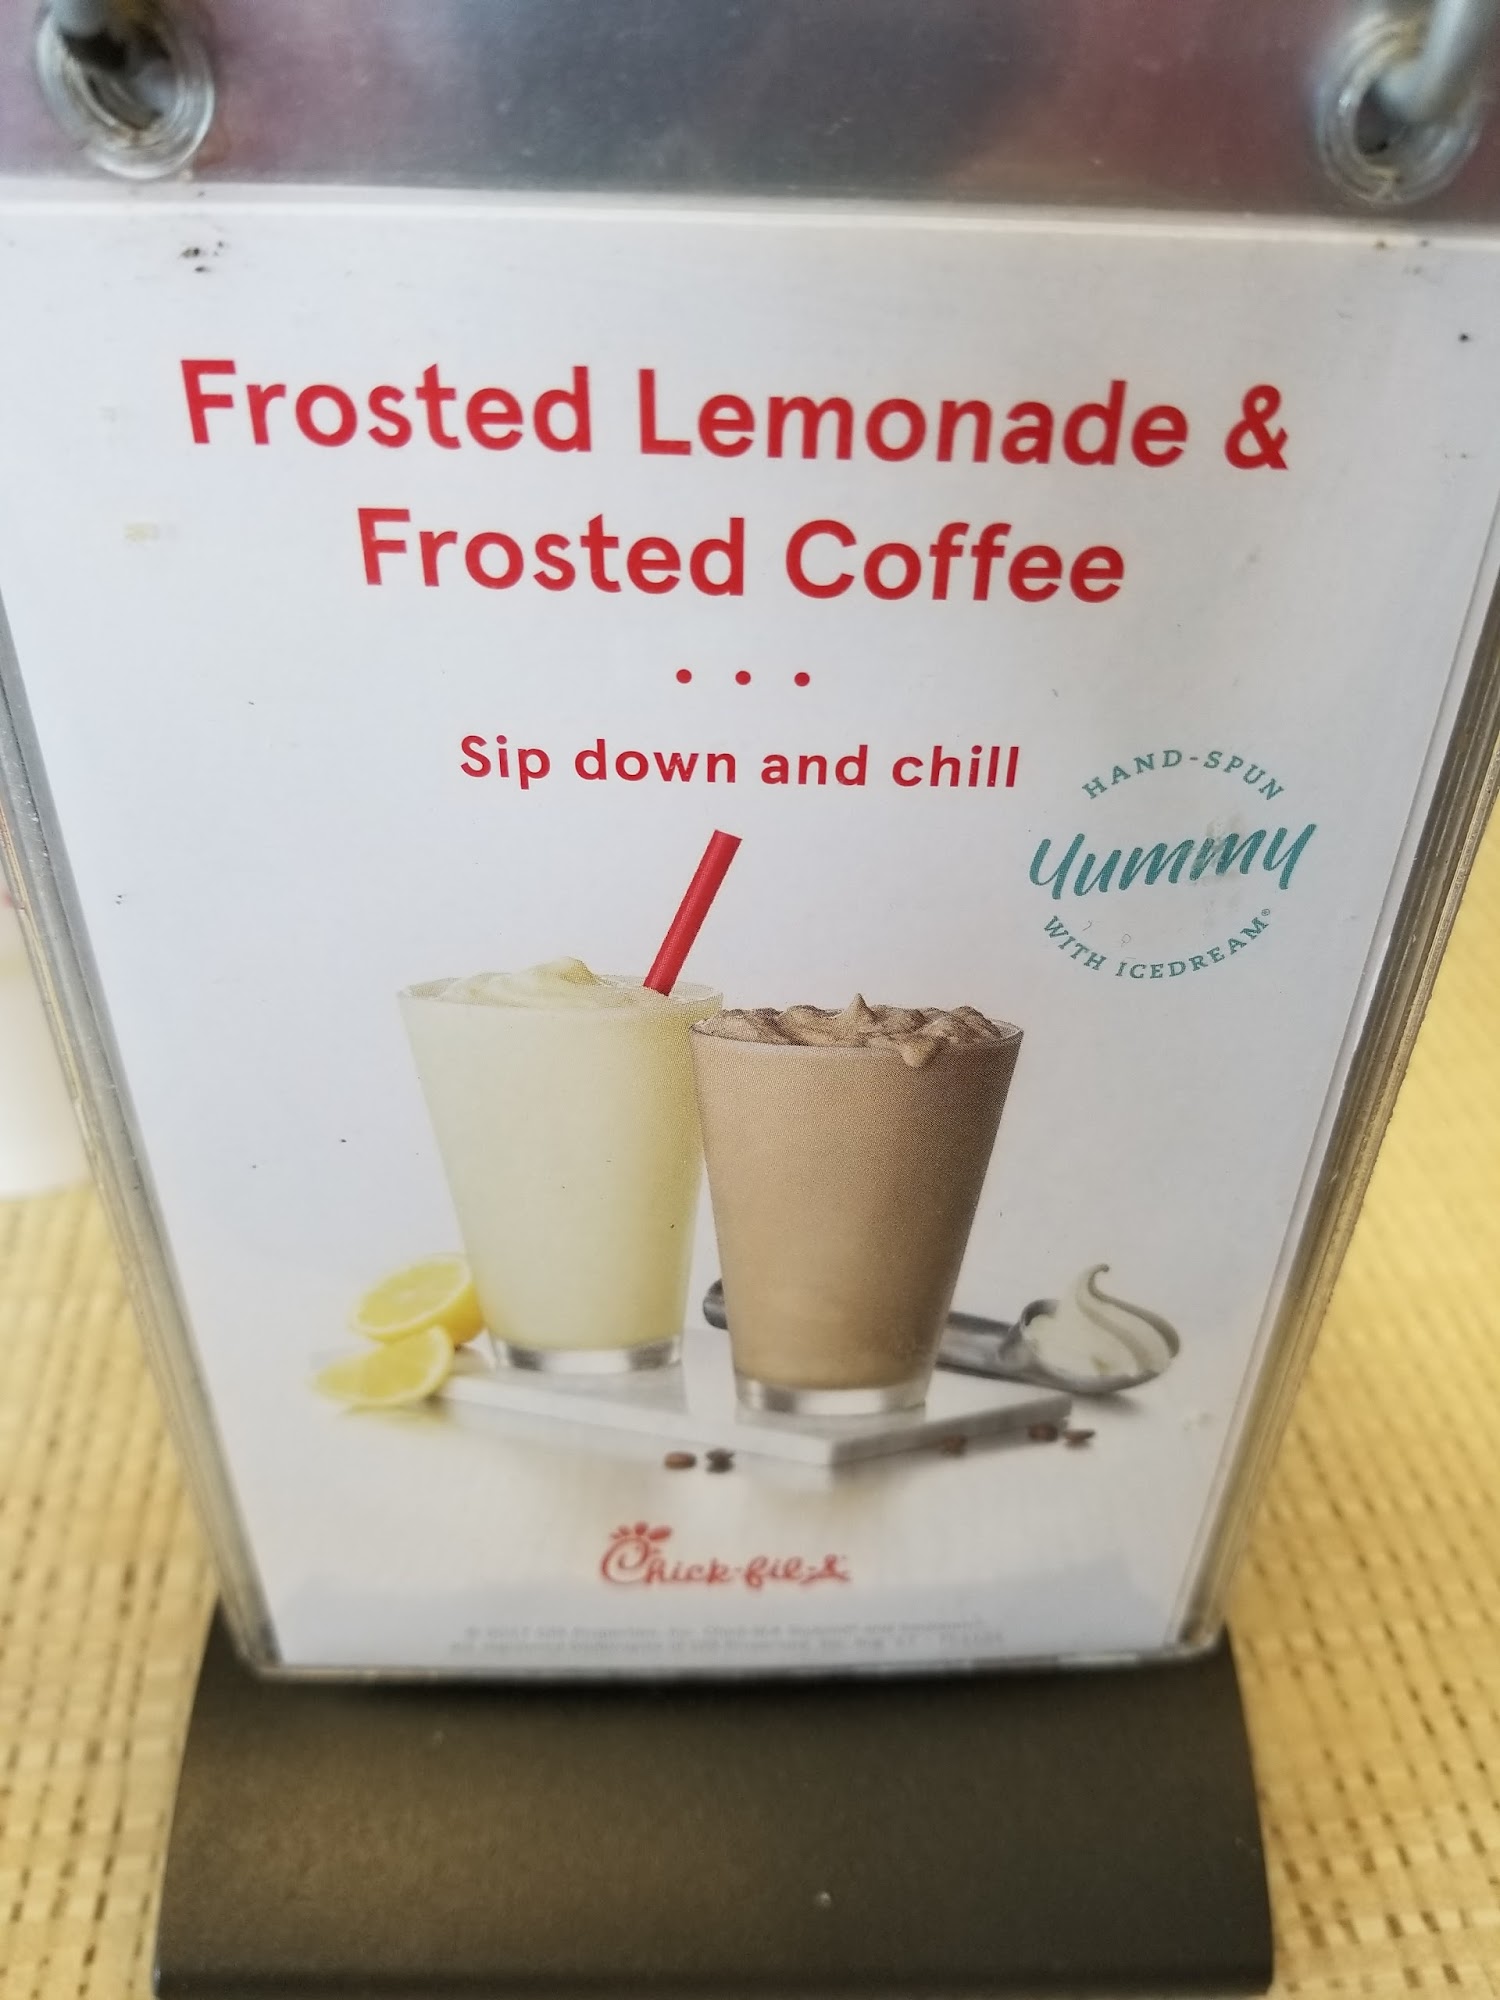 Frosted Lemonade &
Frosted Coffee
• • •
Sip down and chill
HAND-SPUN
Yummy
WITH ICEDREAM®
Chick-fil-A